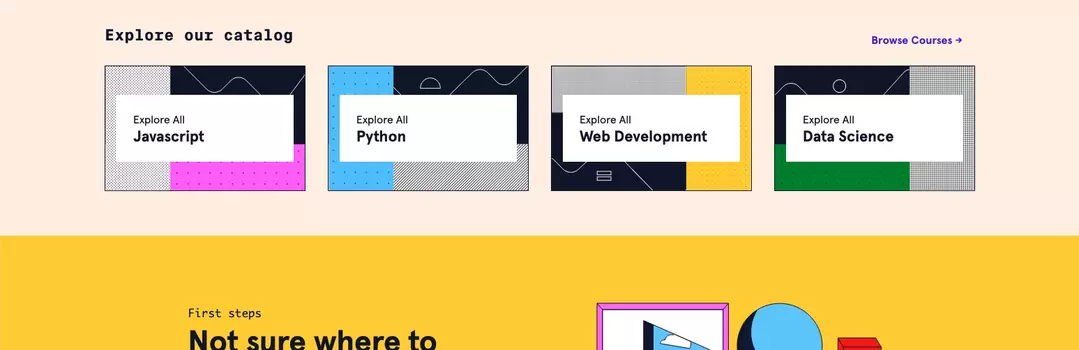 Explore our catalog
Browse Courses →
Explore All
Javascript
Explore All
Python
Explore All
Web Development
Explore All
Data Science
First steps
Not sure where to